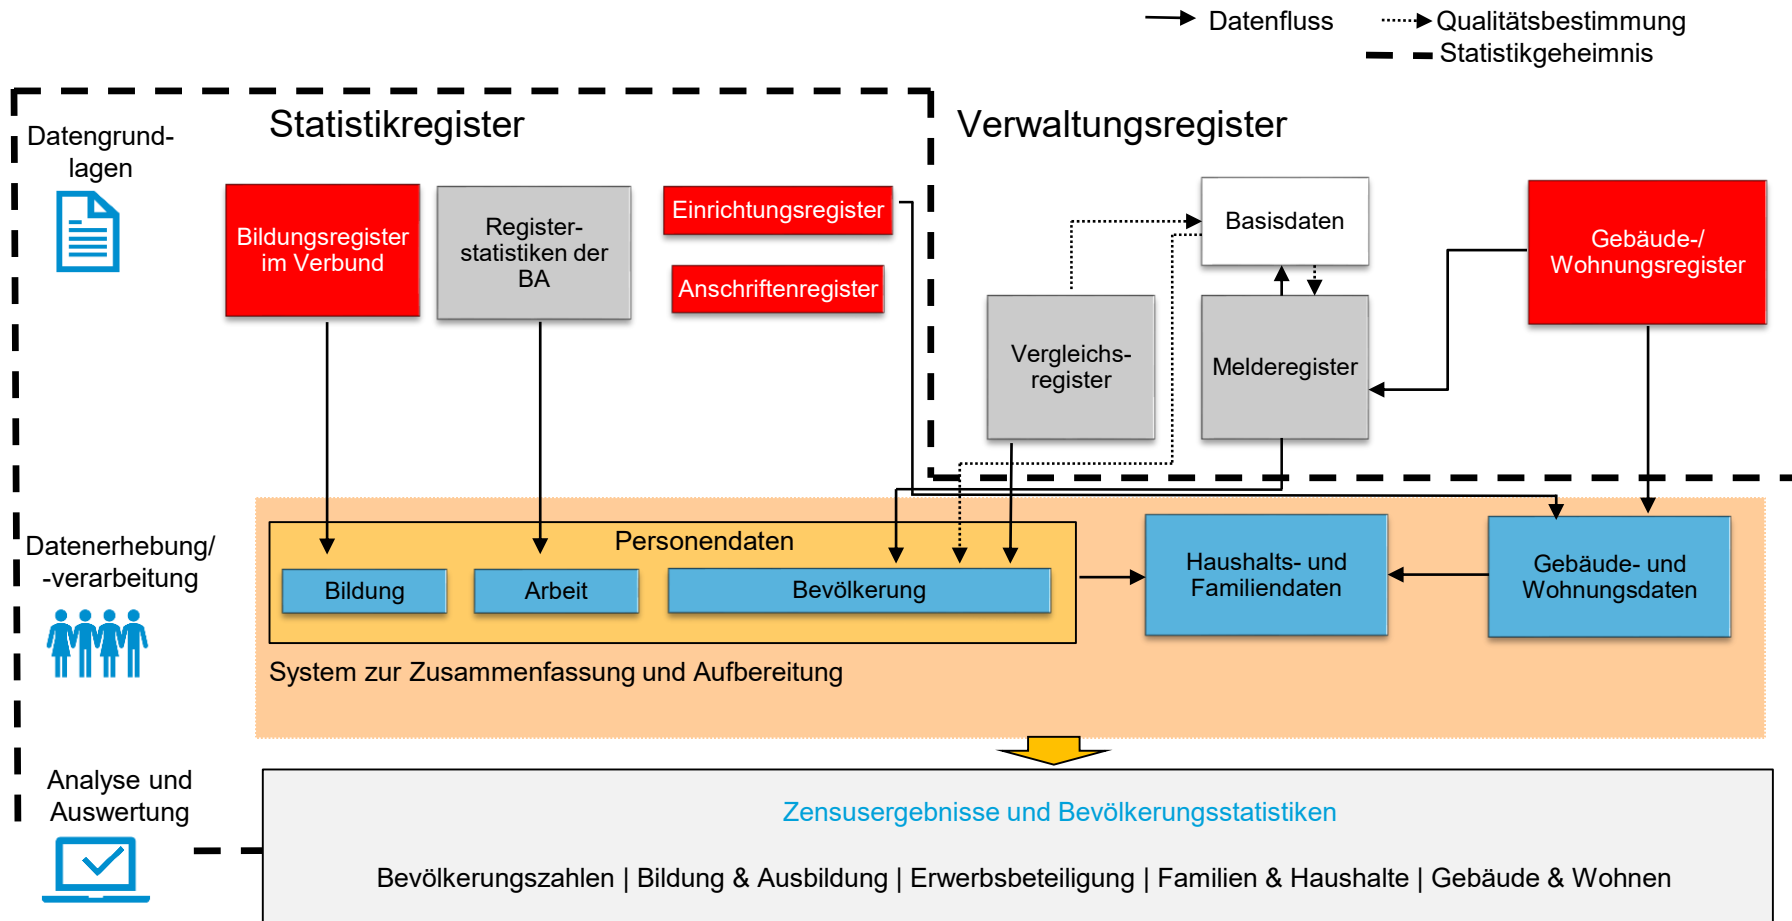 Datenfluss
Qualitätsbestimmung
Statistikgeheimnis
Statistikregister
Verwaltungsregister
Datengrund-
lagen
Bildungsregister
im Verbund
Register-
statistiken der
BA
Einrichtungsregister
Anschriftenregister
Basisdaten
Gebäude-/
Wohnungsregister
Vergleichs-
register
Melderegister
Datenerhebung/
-verarbeitung
Personendaten
Bildung
Arbeit
Bevölkerung
Haushalts- und
Familiendaten
Gebäude- und
Wohnungsdaten
System zur Zusammenfassung und Aufbereitung
Analyse und
Auswertung
Zensusergebnisse und Bevölkerungsstatistiken
Bevölkerungszahlen | Bildung & Ausbildung | Erwerbsbeteiligung | Familien & Haushalte | Gebäude & Wohnen